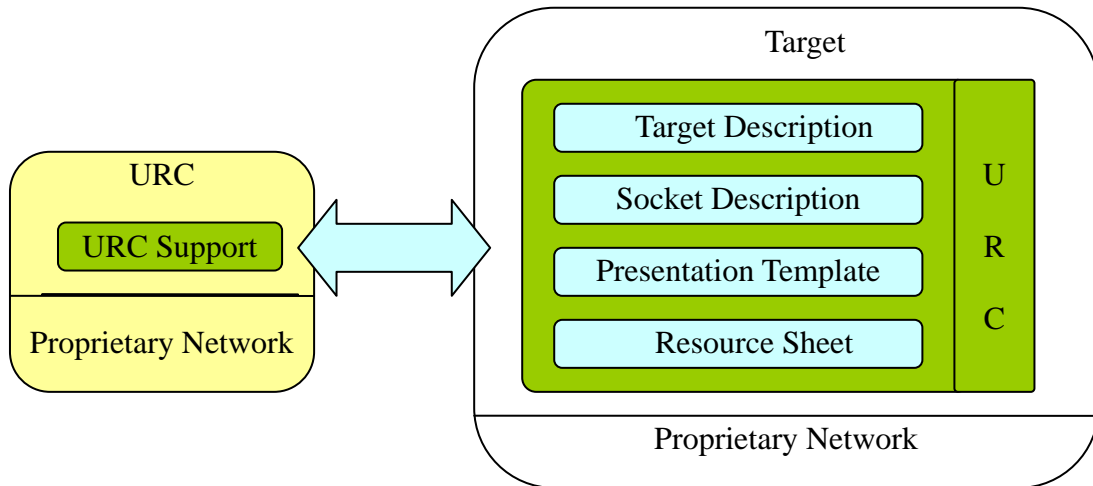 URC
URC Support
Proprietary Network
Target
Target Description
Socket Description
Presentation Template
Resource Sheet
U
R
C
Proprietary Network